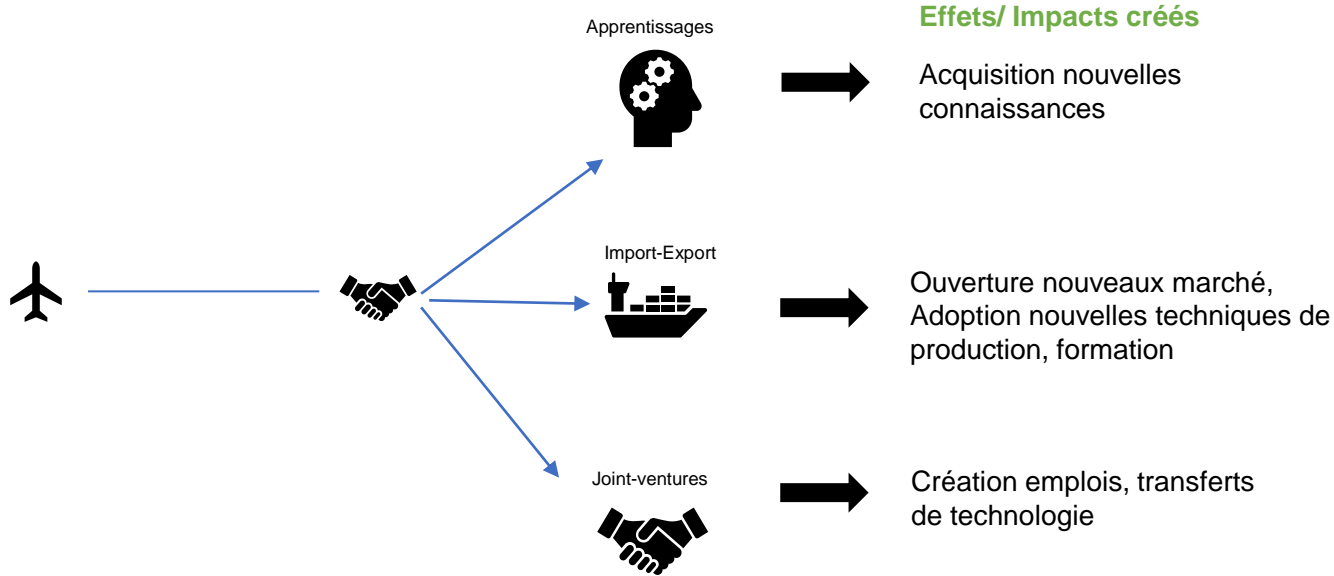 Effets/ Impacts créés
Apprentissages
Acquisition nouvelles
connaissances
Import-Export
Ouverture nouveaux marché,
Adoption nouvelles techniques de
production, formation
Joint-ventures
Création emplois, transferts
de technologie